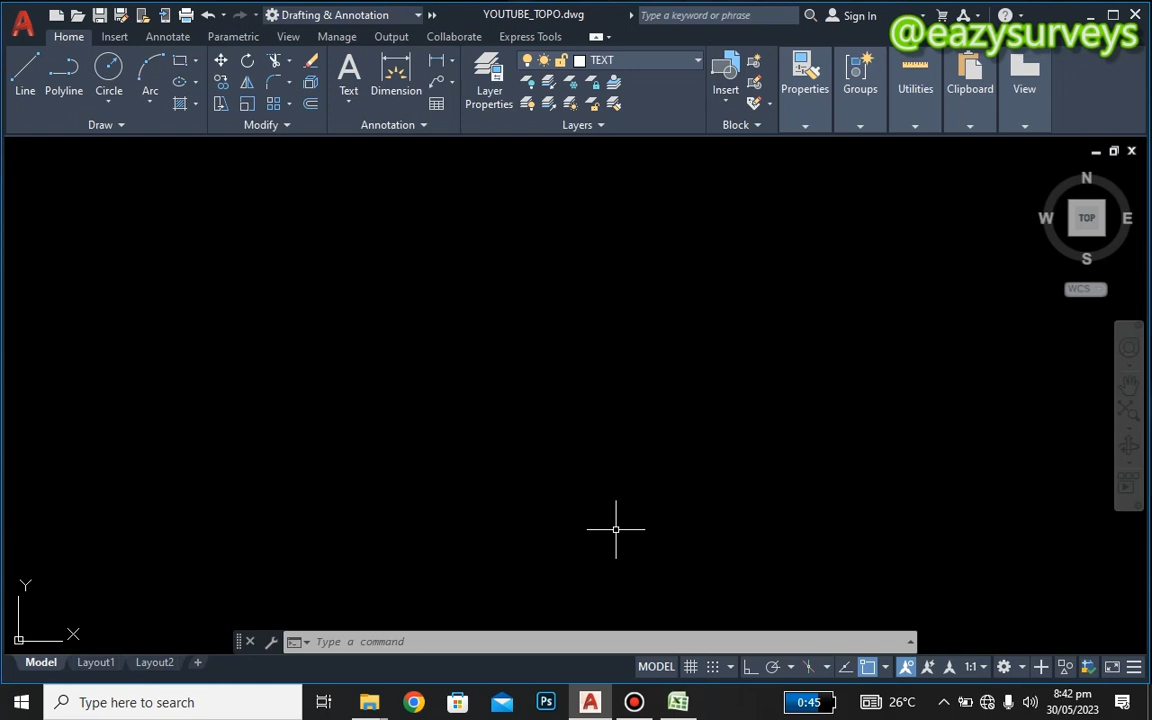 Drafting & Annotation
YOUTUBE_TOPO.dwg
Type a keyword or phrase
Sign In
@eazysurveys
Home
Insert
Annotate
Parametric
View
Manage
Output
Collaborate
Express Tools
Line
Polyline
Circle
Arc
Text
Dimension
Layer
Properties
TEXT
Insert
Properties
Groups
Utilities
Clipboard
View
Draw
Modify
Annotation
Layers
Block
N
W
TOP
E
S
WCS
Y
X
Type a command
Model
Layout1
Layout2
+
MODEL
1:1
Type here to search
Ps
A
0:45
26°C
8:42 pm
30/05/2023